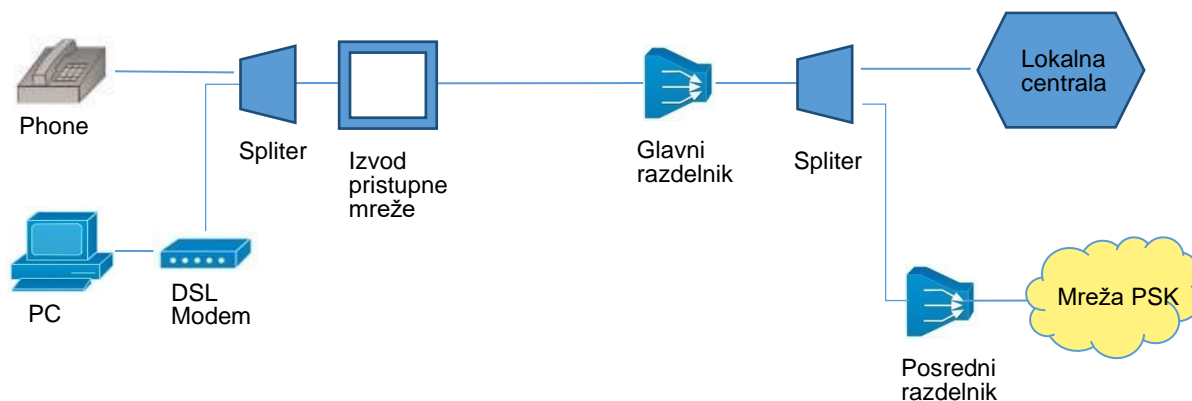 Phone
Spliter
Izvod
pristupne
mreže
Glavni
razdelnik
Spliter
Lokalna
centrala
PC
DSL
Modem
Mreža PSK
Posredni
razdelnik